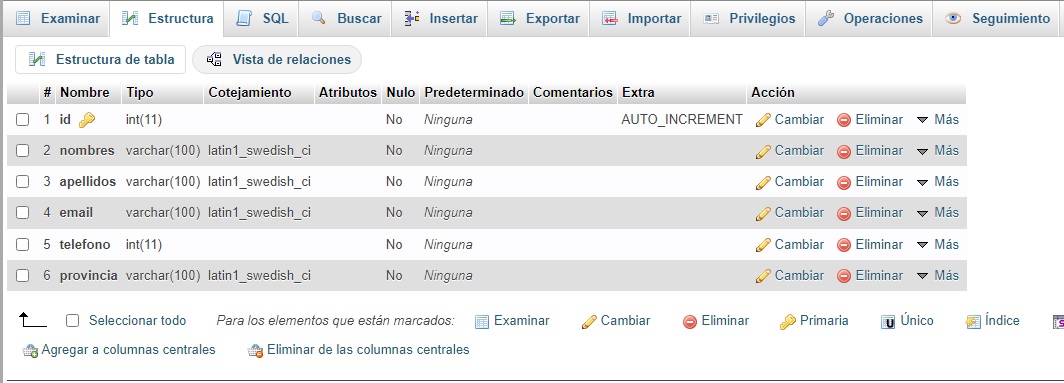 Examinar Estructura SQL Buscar Insertar Exportar Importar Privilegios Operaciones Seguimiento
Estructura de tabla Vista de relaciones
# Nombre Tipo Cotejamiento Atributos Nulo Predeterminado Comentarios Extra Acción
1 id int(11) No Ninguna AUTO_INCREMENT Cambiar Eliminar Más
2 nombres varchar(100) latin1_swedish_ci No Ninguna Cambiar Eliminar Más
3 apellidos varchar(100) latin1_swedish_ci No Ninguna Cambiar Eliminar Más
4 email varchar(100) latin1_swedish_ci No Ninguna Cambiar Eliminar Más
5 telefono int(11) No Ninguna Cambiar Eliminar Más
6 provincia varchar(100) latin1_swedish_ci No Ninguna Cambiar Eliminar Más
Seleccionar todo Para los elementos que están marcados: Examinar Cambiar Eliminar Primaria Único Índice
Agregar a columnas centrales Eliminar de las columnas centrales